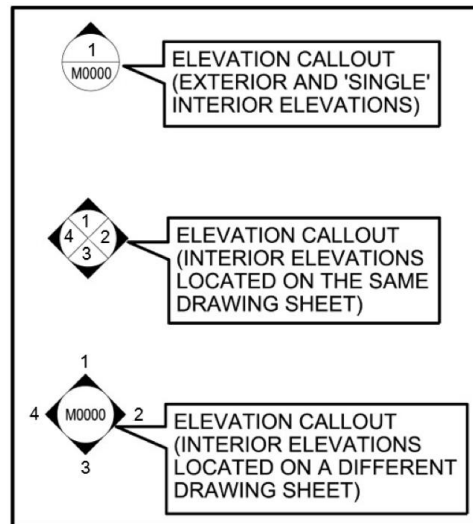 1
M0000
ELEVATION CALLOUT
(EXTERIOR AND 'SINGLE'
INTERIOR ELEVATIONS)
1
4 2
3
ELEVATION CALLOUT
(INTERIOR ELEVATIONS
LOCATED ON THE SAME
DRAWING SHEET)
1
4 M0000 2
3
ELEVATION CALLOUT
(INTERIOR ELEVATIONS
LOCATED ON A DIFFERENT
DRAWING SHEET)